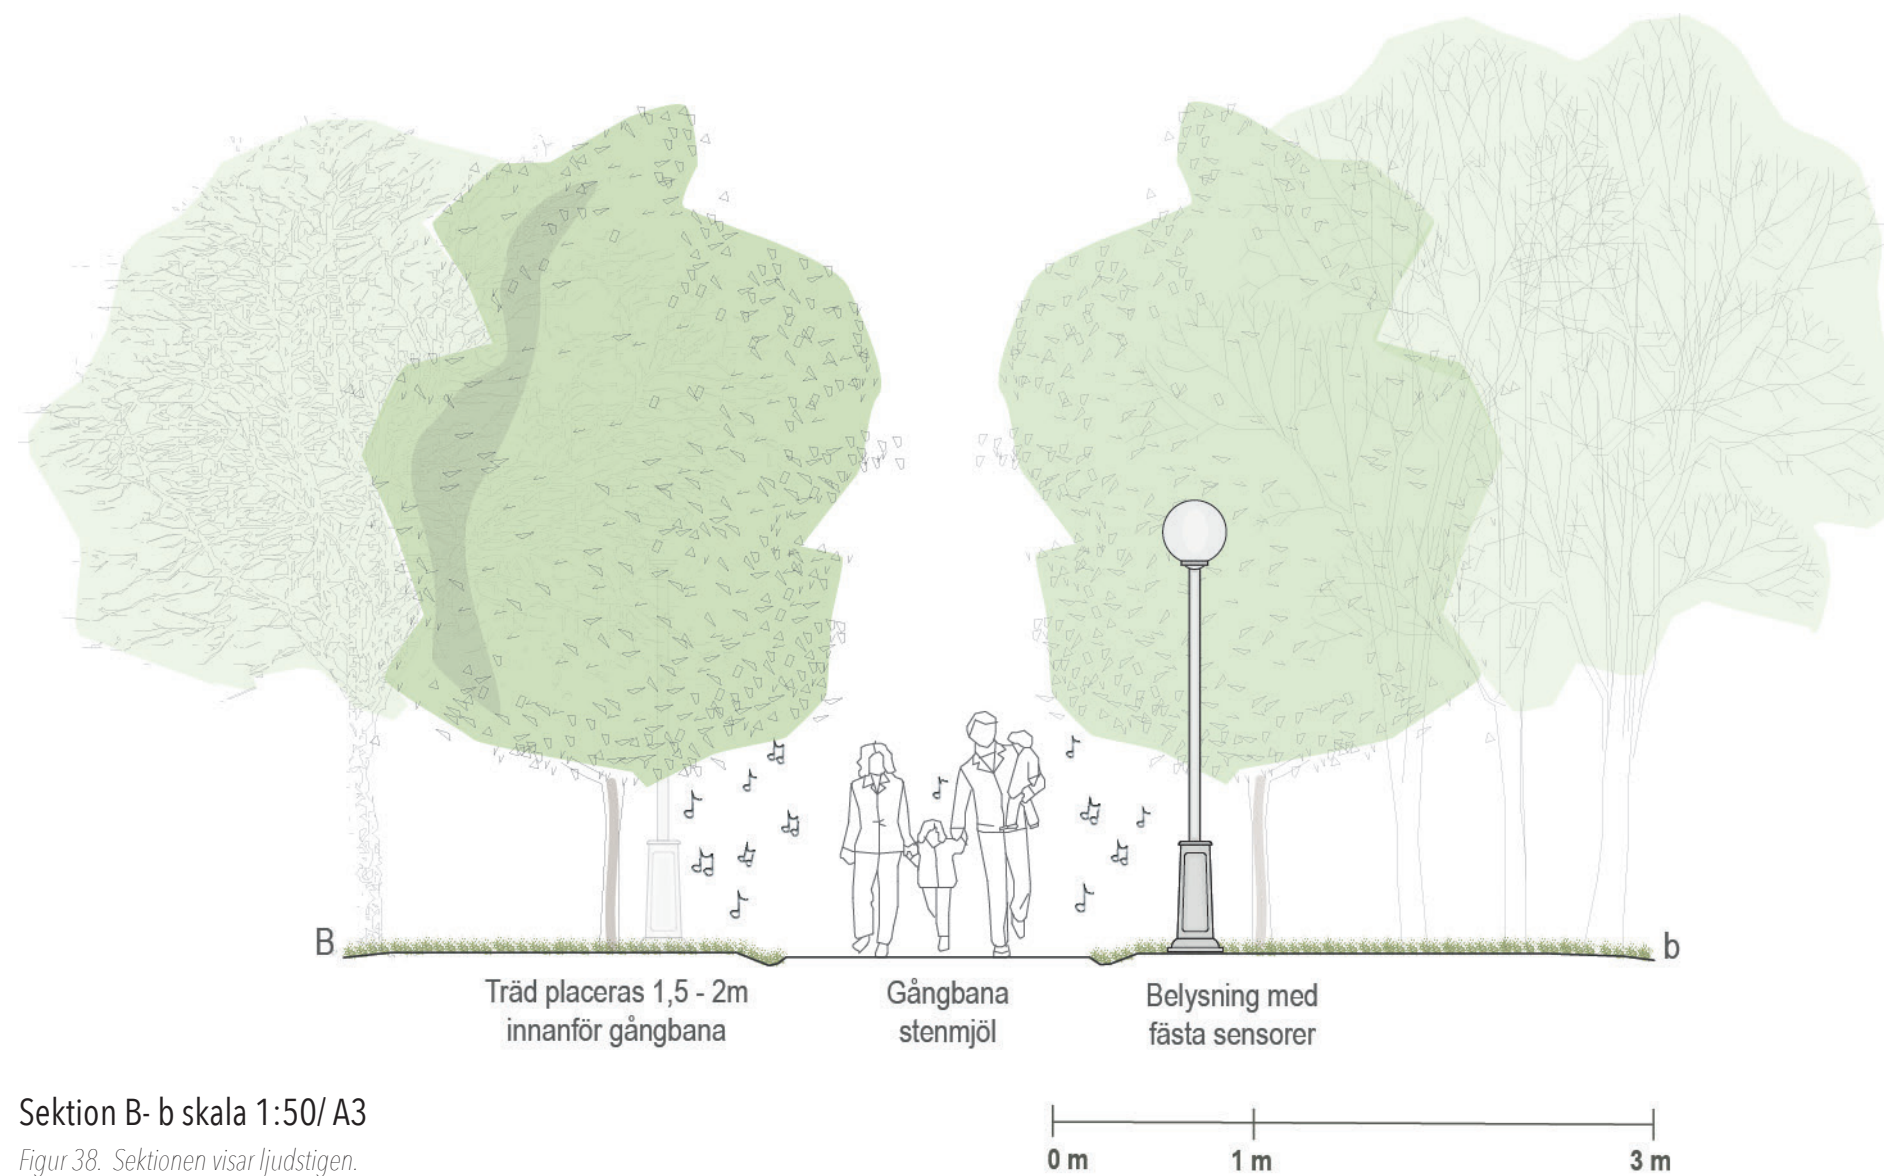 B
b
Träd placeras 1,5 - 2m
innanför gångbana
Gångbana
stenmjöl
Belysning med
fästa sensorer
Sektion B- b skala 1:50/ A3
Figur 38. Sektionen visar ljudstigen.
0 m
1 m
3 m